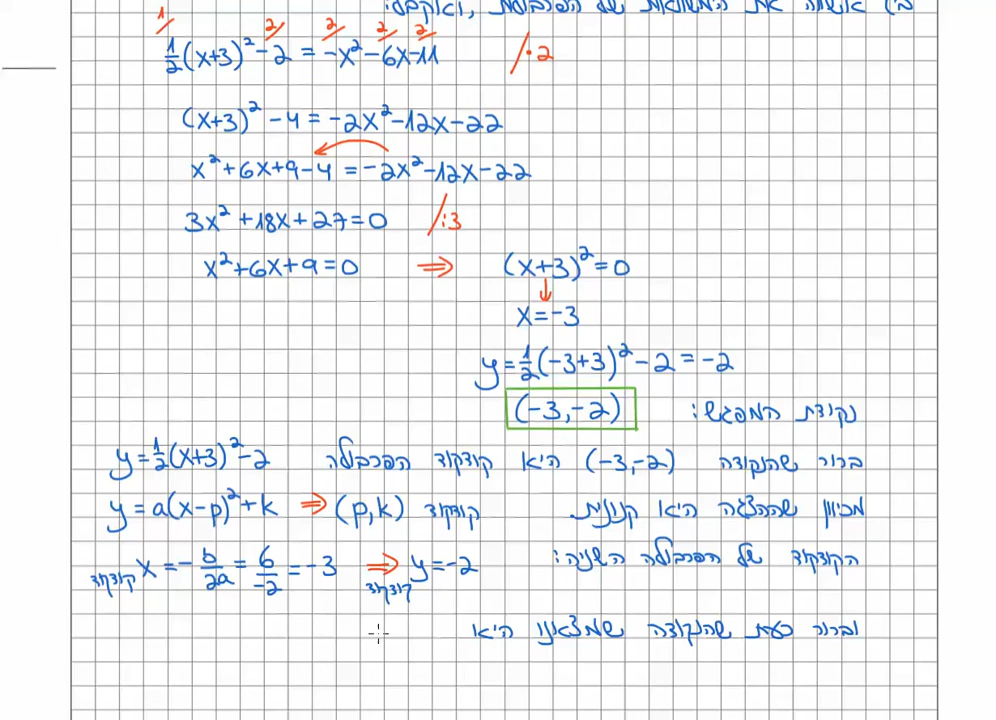 ב) אשווה את המשוואות של הפרבולות, ואקבל:
½(x+3)² - 2 = -x² - 6x - 11 /·2
(x+3)² - 4 = -2x² - 12x - 22
x² + 6x + 9 - 4 = -2x² - 12x - 22
3x² + 18x + 27 = 0 /:3
x² + 6x + 9 = 0 ⇒ (x+3)² = 0
↓
x = -3
y = ½(-3+3)² - 2 = -2
נקודת המפגש: (-3,-2)
ברור שהנקודה (-3,-2) היא קודקוד הפרבולה y = ½(x+3)² - 2
מכיוון שההצגה היא קנונית קודקוד (p,k) ⇐ y = a(x-p)² + k
הקודקוד של הפרבולה השניה:
x קודקוד = -b/2a = 6/-2 = -3 ⇒ y קודקוד = -2
וברור כעת שהנקודה שמצאנו היא